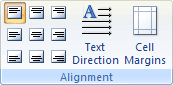 Text Direction
Cell Margins
Alignment